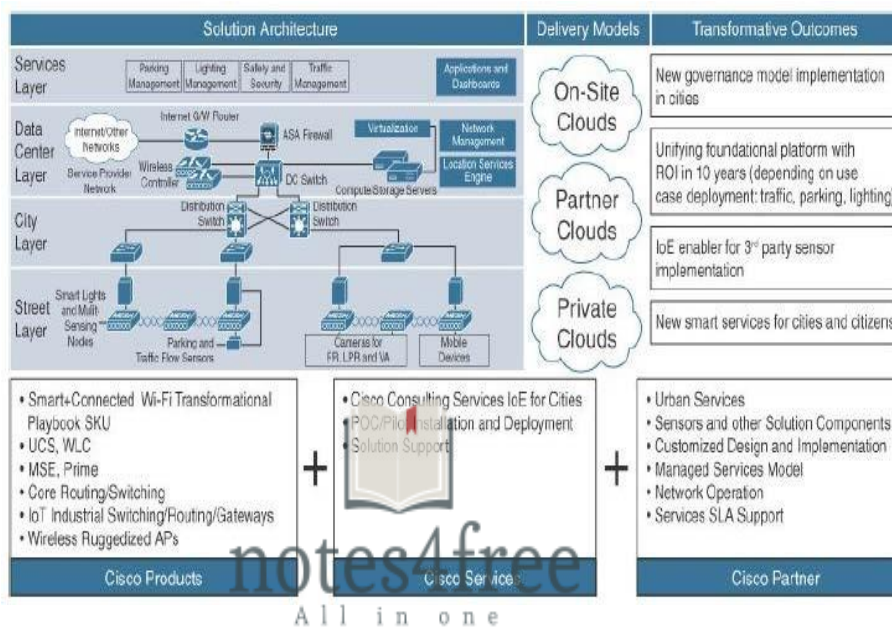 Solution Architecture
Delivery Models
Transformative Outcomes
Services
Layer
Parking
Management
Lighting
Management
Safety and
Security
Traffic
Management
Applications and
Dashboards
Data
Center
Layer
Internet/Other
Networks
Service Provider
Network
Internet G/W Router
ASA Firewall
Wireless
Controller
DC Switch
Virtualization
Network
Management
Location Services
Engine
Compute/Storage Servers
City
Layer
Distribution
Switch
Distribution
Switch
Street
Layer
Smart Lights
and Multi-
Sensing
Nodes
Parking and
Traffic Flow Sensors
Cameras for
FR, LPR and VA
Mobile
Devices
On-Site
Clouds
Partner
Clouds
Private
Clouds
New governance model implementation
in cities
Unifying foundational platform with
ROI in 10 years (depending on use
case deployment: traffic, parking, lighting)
IoE enabler for 3rd party sensor
implementation
New smart services for cities and citizens
• Smart+Connected Wi-Fi Transformational
Playbook SKU
• UCS, WLC
• MSE, Prime
• Core Routing/Switching
• IoT Industrial Switching/Routing/Gateways
• Wireless Ruggedized APs
Cisco Products
+
• Cisco Consulting Services IoE for Cities
• POC/Pilot Installation and Deployment
• Solution Support
Cisco Services
+
• Urban Services
• Sensors and other Solution Components
• Customized Design and Implementation
• Managed Services Model
• Network Operation
• Services SLA Support
Cisco Partner
notes4free
All in one